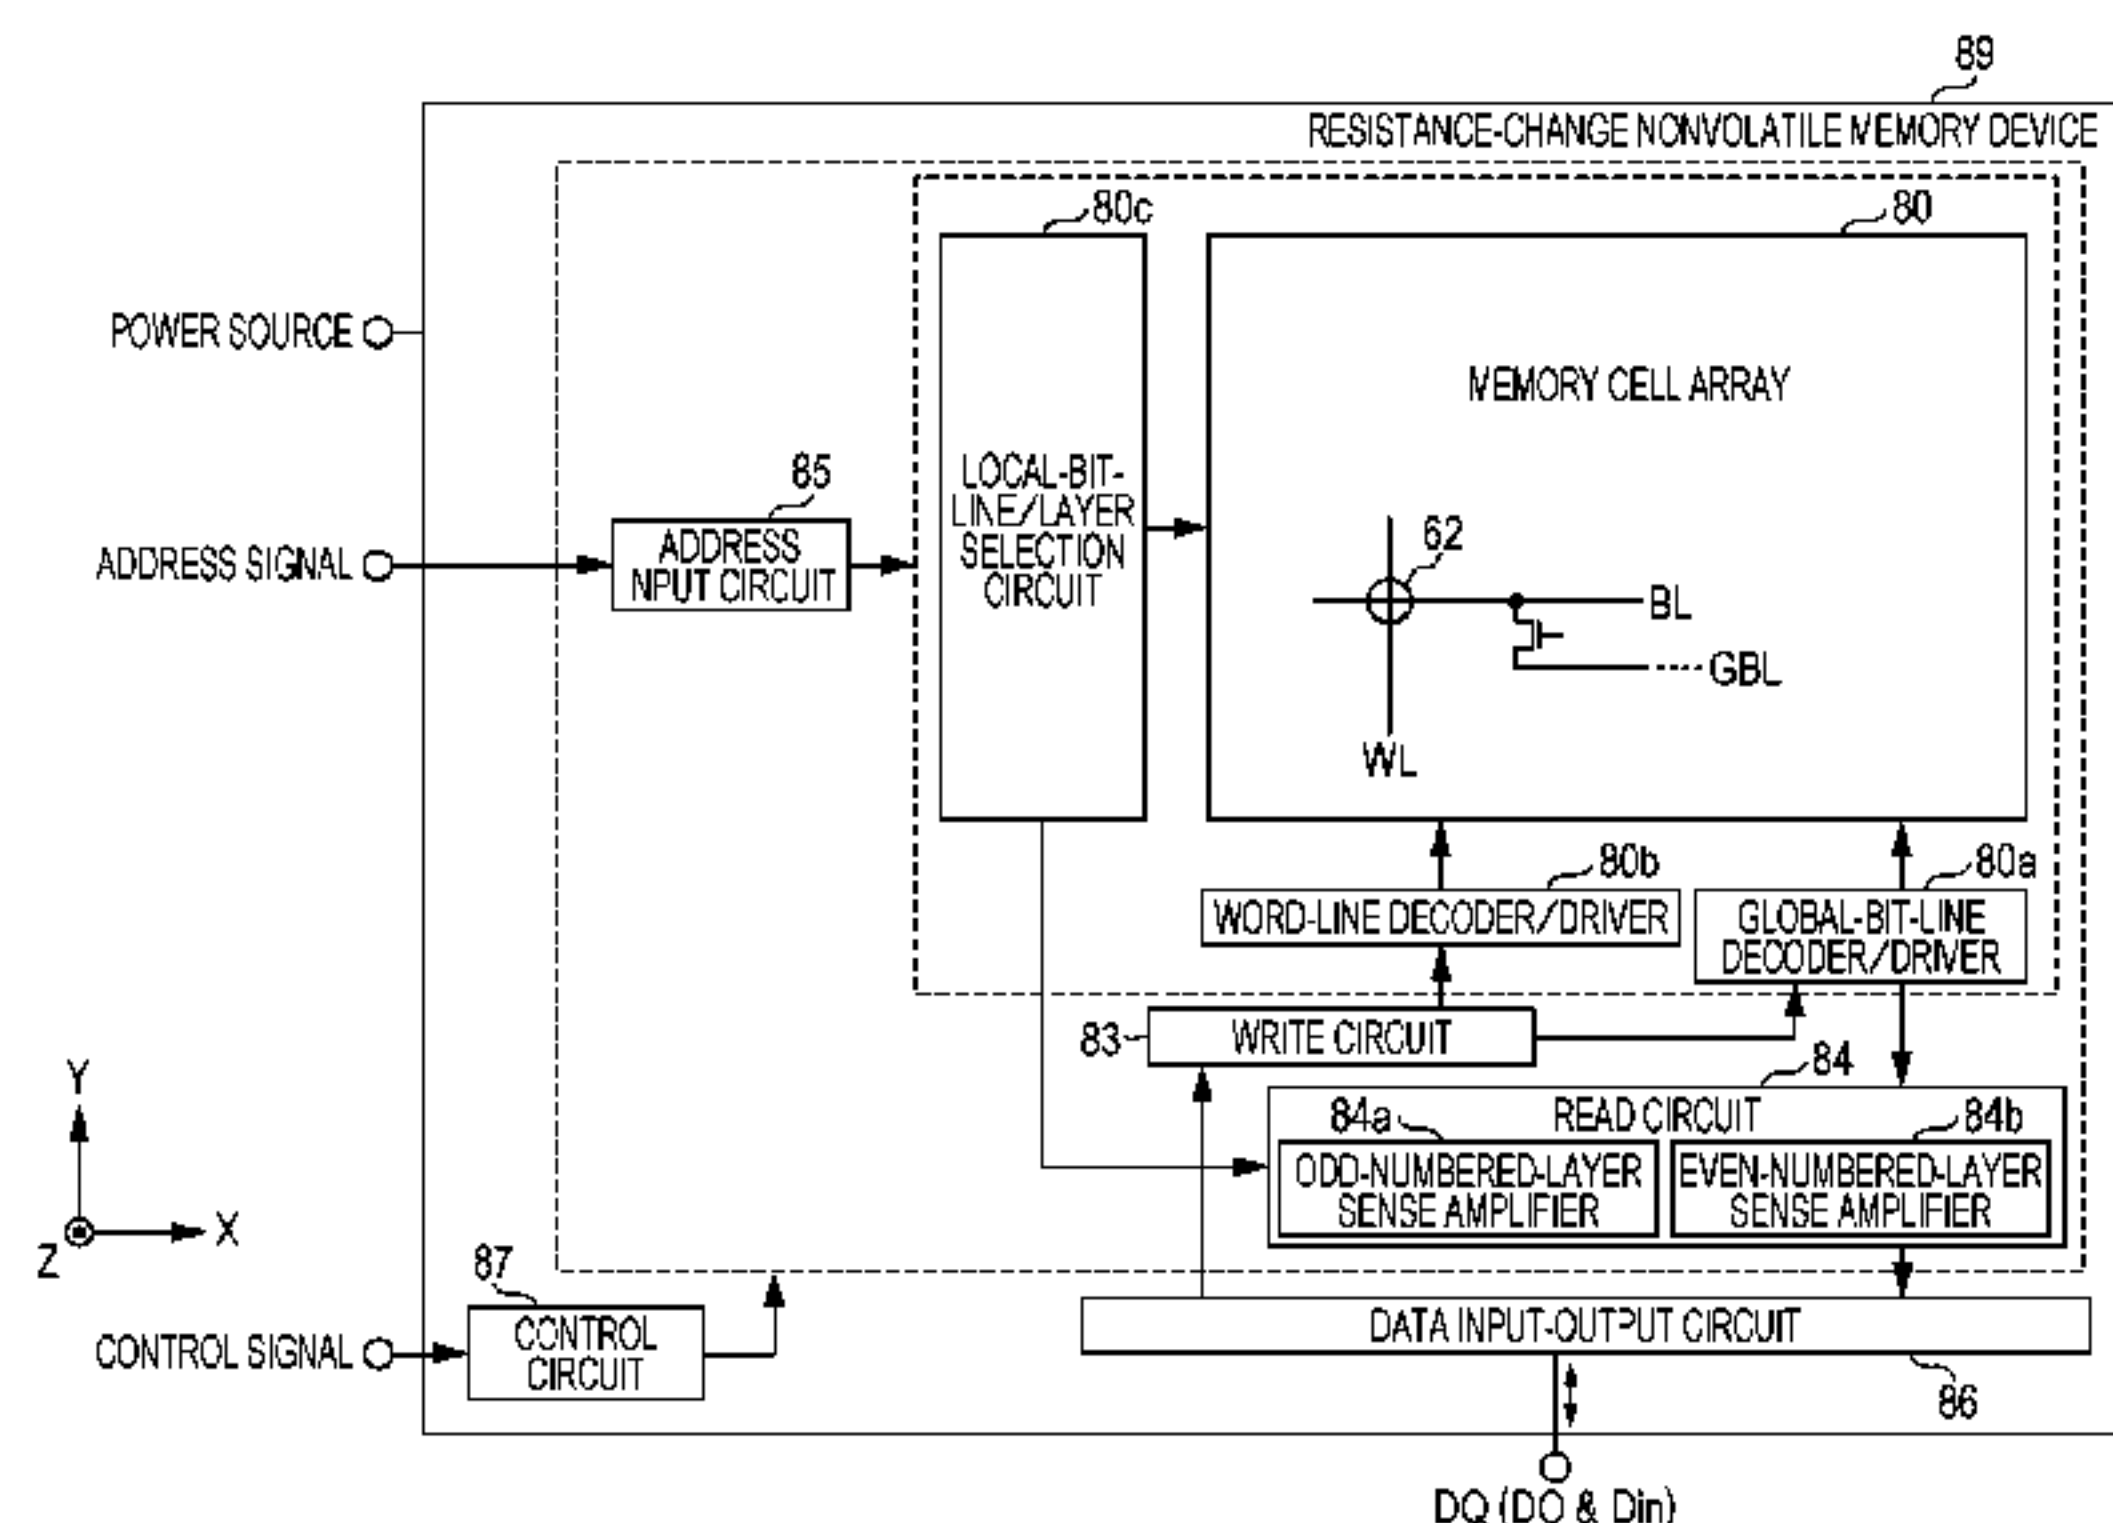 89
RESISTANCE-CHANGE NONVOLATILE MEMORY DEVICE
80c
80
POWER SOURCE
MEMORY CELL ARRAY
85
LOCAL-BIT-
LINE/LAYER
SELECTION
CIRCUIT
62
ADDRESS SIGNAL
ADDRESS
NPUT CIRCUIT
BL
GBL
WL
80b
80a
WORD-LINE DECODER/DRIVER
GLOBAL-BIT-LINE
DECODER/DRIVER
83
WRITE CIRCUIT
84
Y
84a
READ CIRCUIT
84b
ODD-NUMBERED-LAYER
SENSE AMPLIFIER
EVEN-NUMBERED-LAYER
SENSE AMPLIFIER
X
Z
87
CONTROL SIGNAL
CONTROL
CIRCUIT
DATA INPUT-OUTPUT CIRCUIT
86
DQ (DO & Din)